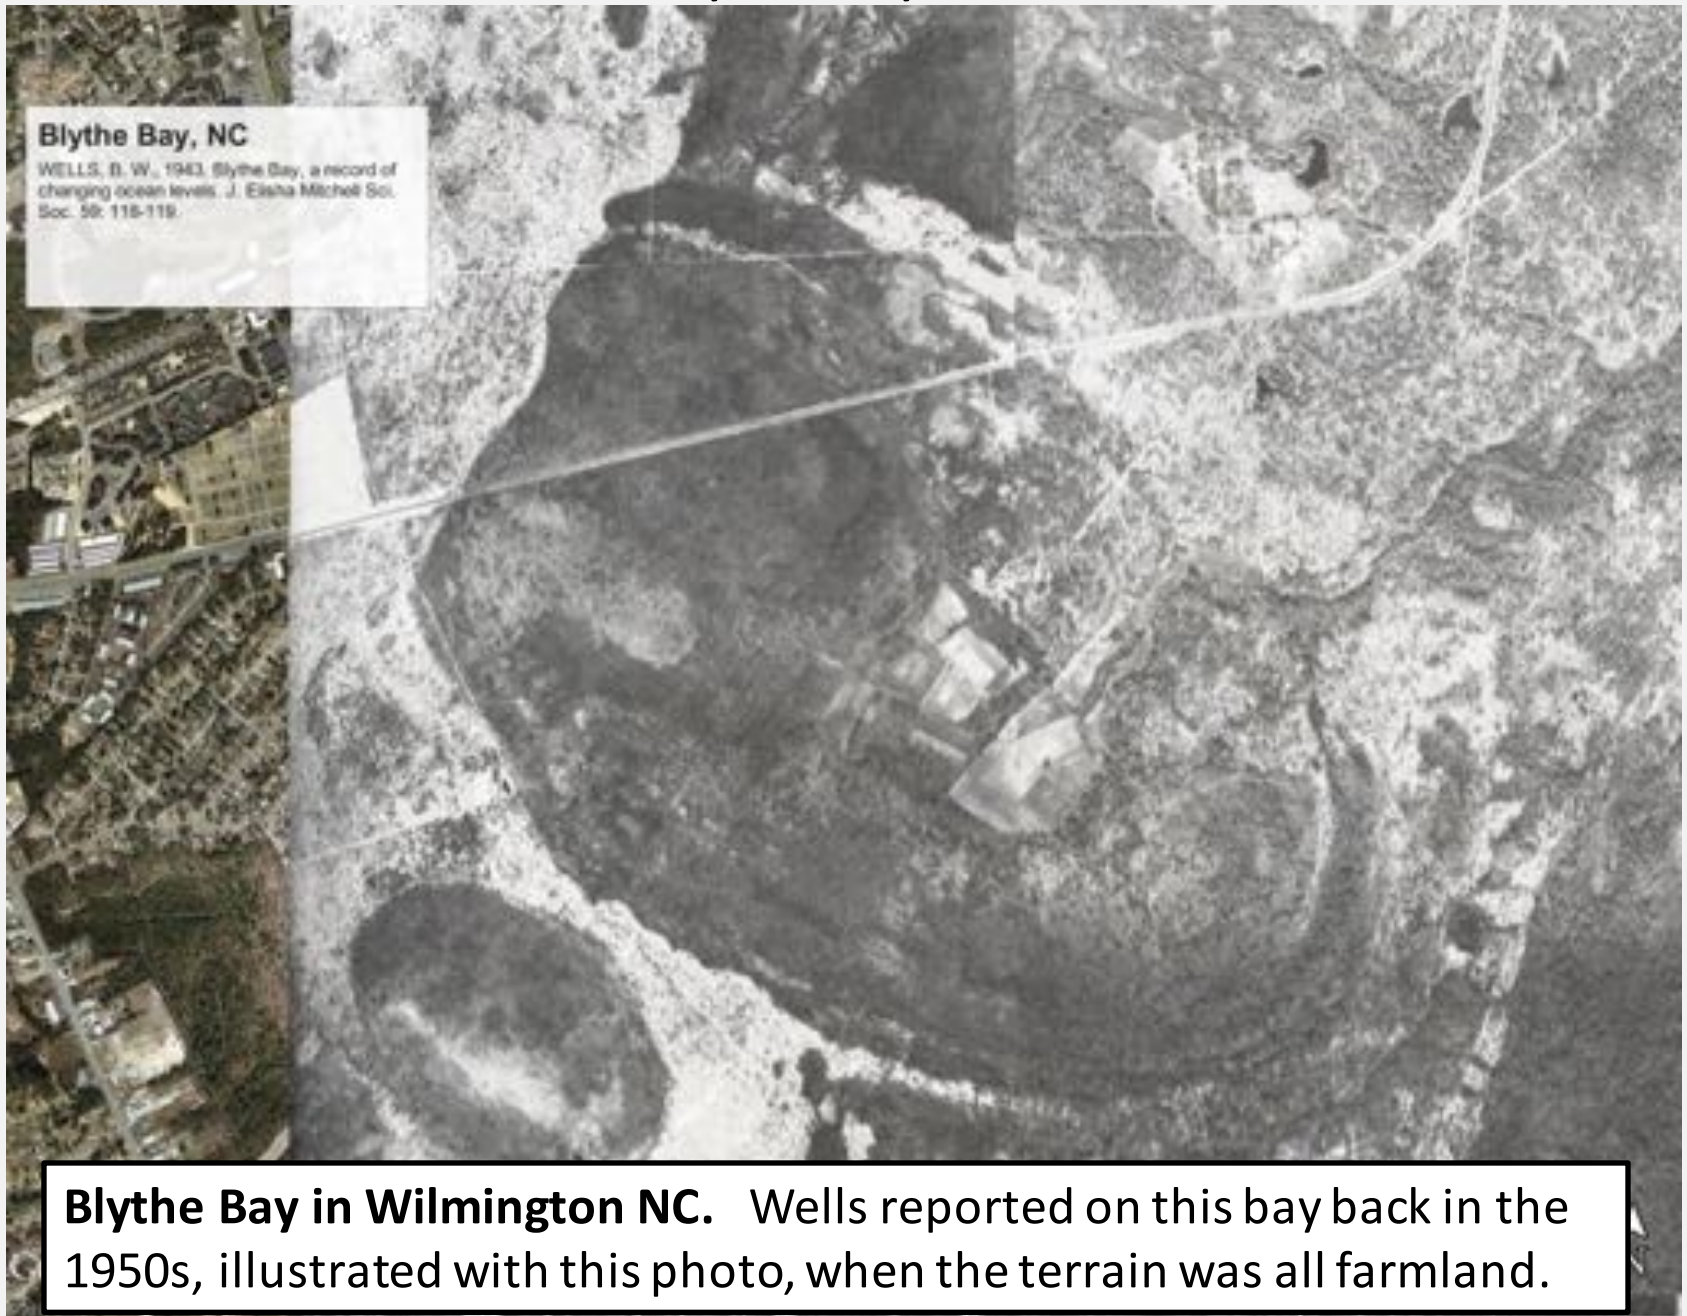 Blythe Bay, NC
WELLS, B. W., 1943. Blythe Bay, a record of
changing ocean levels. J. Elisha Mitchell Sci.
Soc. 59: 118-119.
Blythe Bay in Wilmington NC. Wells reported on this bay back in the
1950s, illustrated with this photo, when the terrain was all farmland.